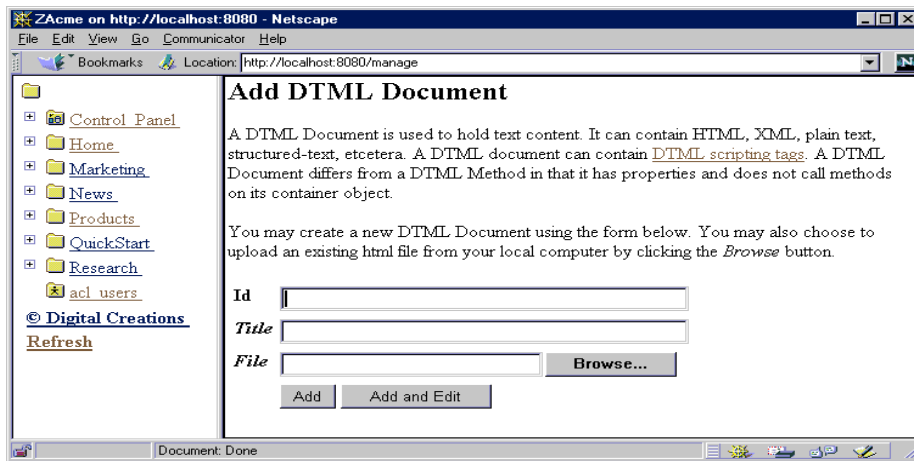 ZAcme on http://localhost:8080 - Netscape
File Edit View Go Communicator Help
Bookmarks Location: http://localhost:8080/manage
N
Control Panel
Home
Marketing
News
Products
QuickStart
Research
acl_users
© Digital Creations
Refresh
Add DTML Document
A DTML Document is used to hold text content. It can contain HTML, XML, plain text,
structured-text, etcetera. A DTML document can contain DTML scripting tags. A DTML
Document differs from a DTML Method in that it has properties and does not call methods
on its container object.
You may create a new DTML Document using the form below. You may also choose to
upload an existing html file from your local computer by clicking the Browse button.
Id
Title
File Browse...
Add Add and Edit
Document: Done